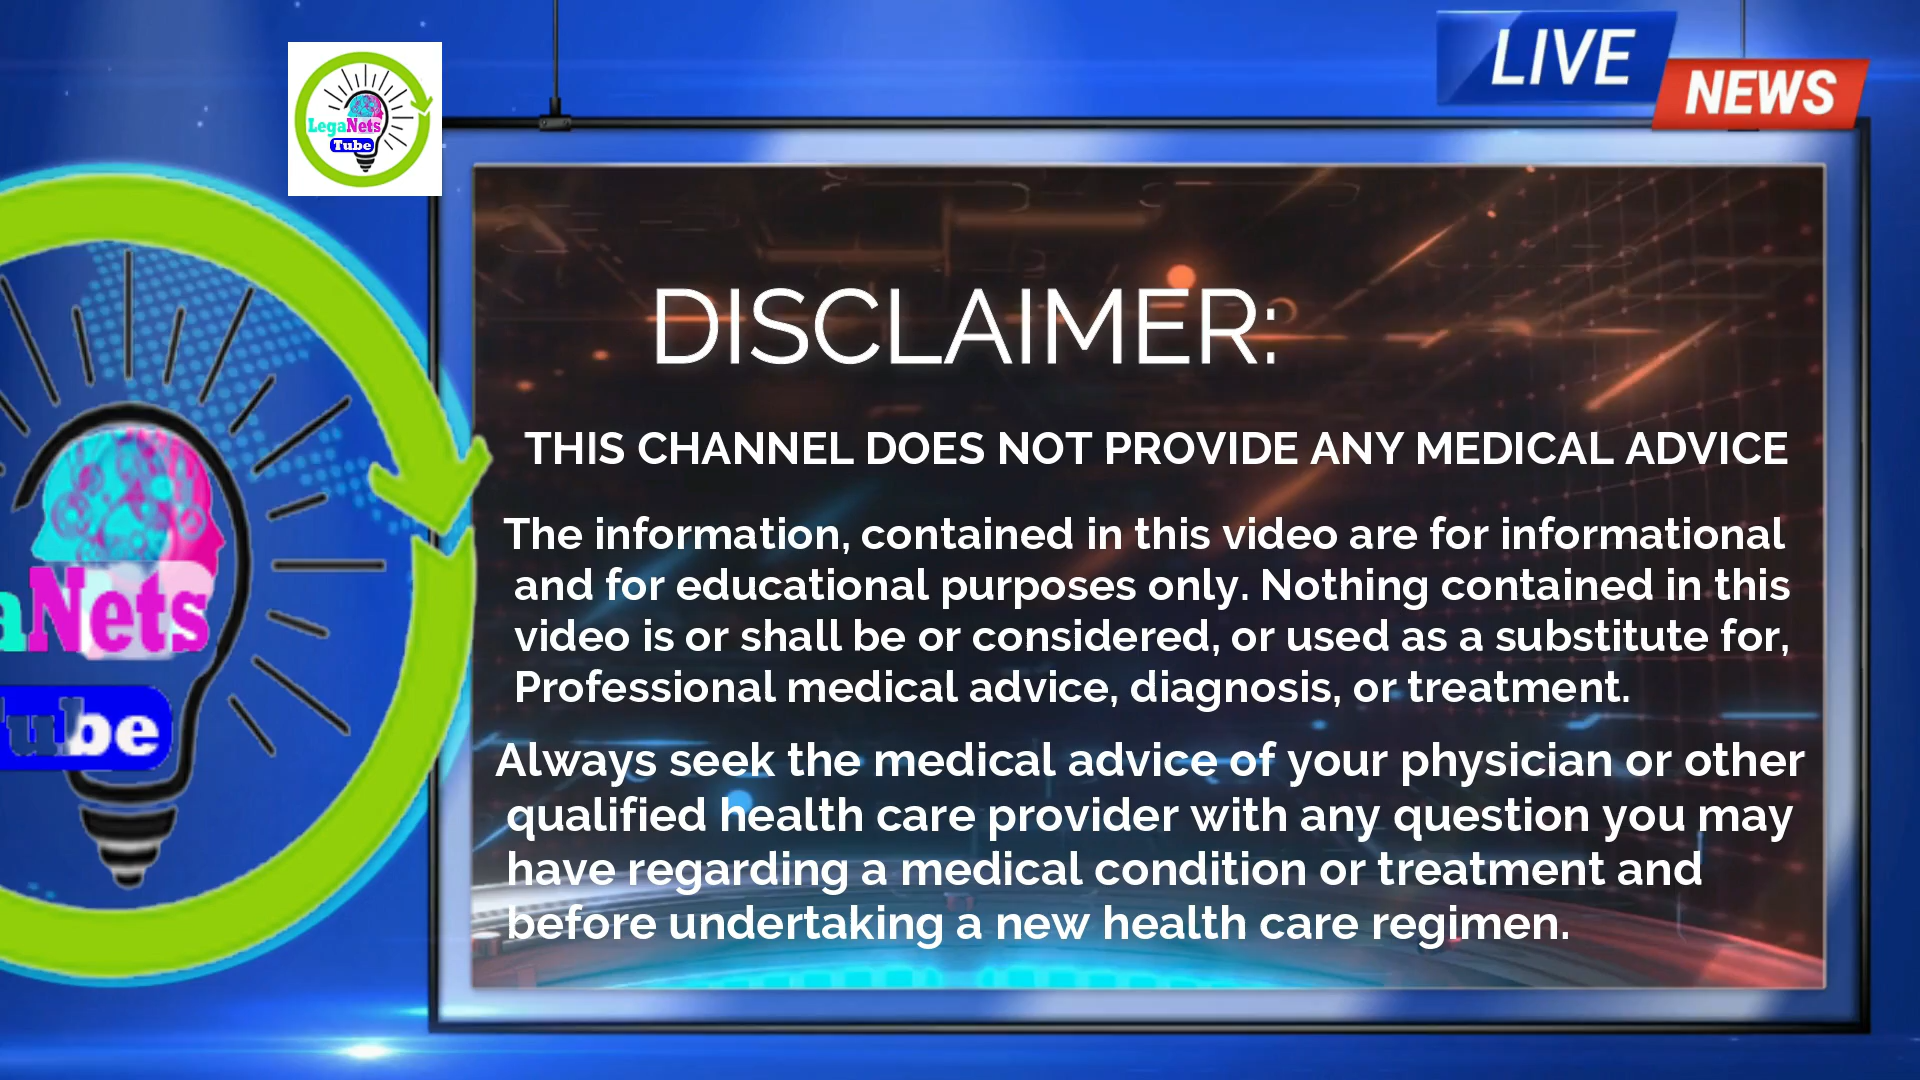 LIVE
NEWS
LegaNets
Tube
DISCLAIMER:
THIS CHANNEL DOES NOT PROVIDE ANY MEDICAL ADVICE
The information, contained in this video are for informational
and for educational purposes only. Nothing contained in this
video is or shall be or considered, or used as a substitute for,
Professional medical advice, diagnosis, or treatment.
Always seek the medical advice of your physician or other
qualified health care provider with any question you may
have regarding a medical condition or treatment and
before undertaking a new health care regimen.
aNets
Tube